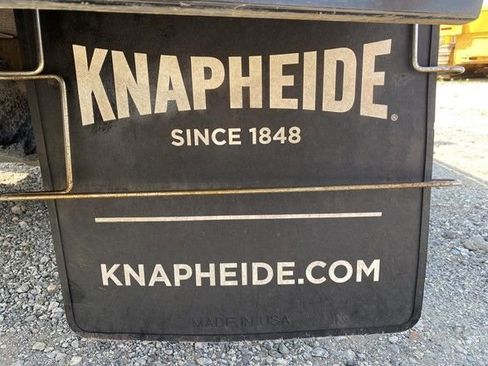 KNAPHEIDE®
SINCE 1848
KNAPHEIDE.COM
MADE IN USA